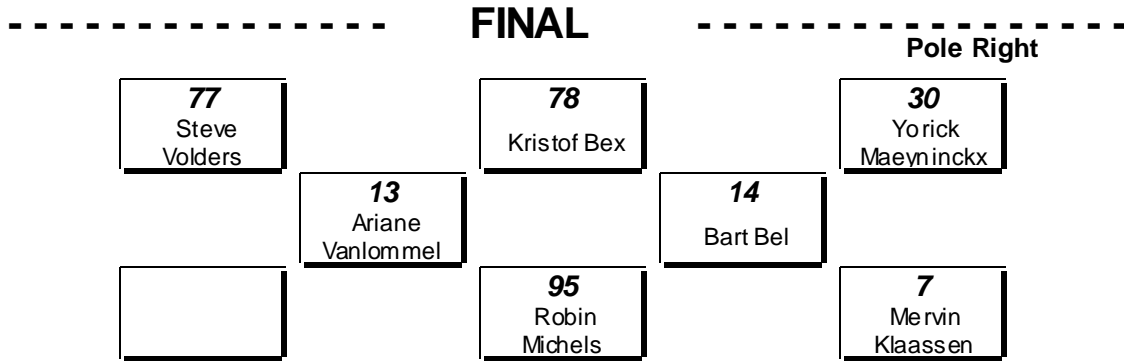 - - - - - - - - - - - - - - - FINAL - - - - - - - - - - - - - - - - -
Pole Right
77
Steve
Volders
78
Kristof Bex
30
Yorick
Maeyninckx
13
Ariane
Vanlommel
14
Bart Bel
95
Robin
Michels
7
Mervin
Klaassen